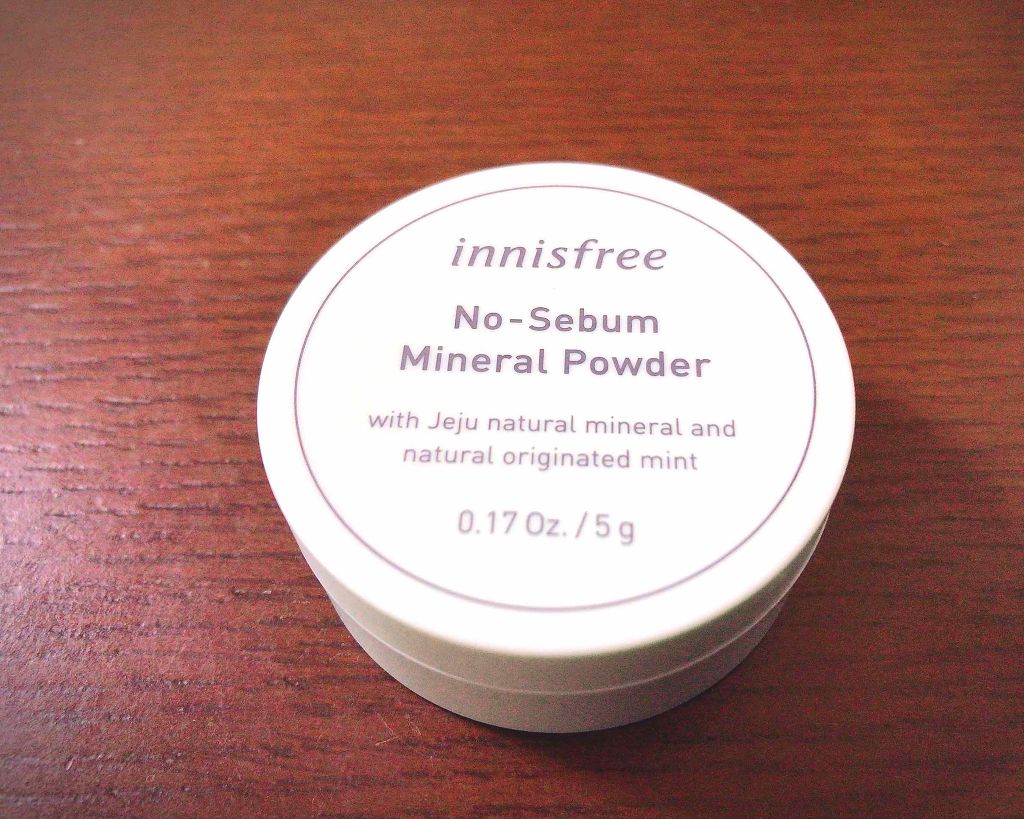 innisfree
No-Sebum
Mineral Powder
with Jeju natural mineral and
natural originated mint
0.17 Oz. / 5 g